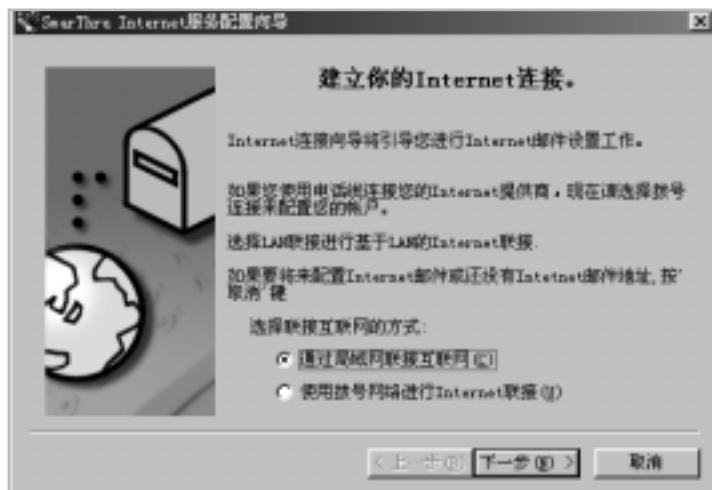 SmarThru Internet服务配置向导
建立你的Internet连接。
Internet连接向导将引导您进行Internet邮件设置工作。
如果您使用电话线连接您的Internet提供商，现在请选择拨号
连接来配置您的帐户。
选择LAN联接进行基于LAN的Internet联接.
如果要将来配置Internet邮件或还没有Intetnet邮件地址,按'
取消'键
选择联接互联网的方式:
通过局域网联接互联网(C)
使用拨号网络进行Internet联接(U)
<上一步(B) 下一步(N) > 取消